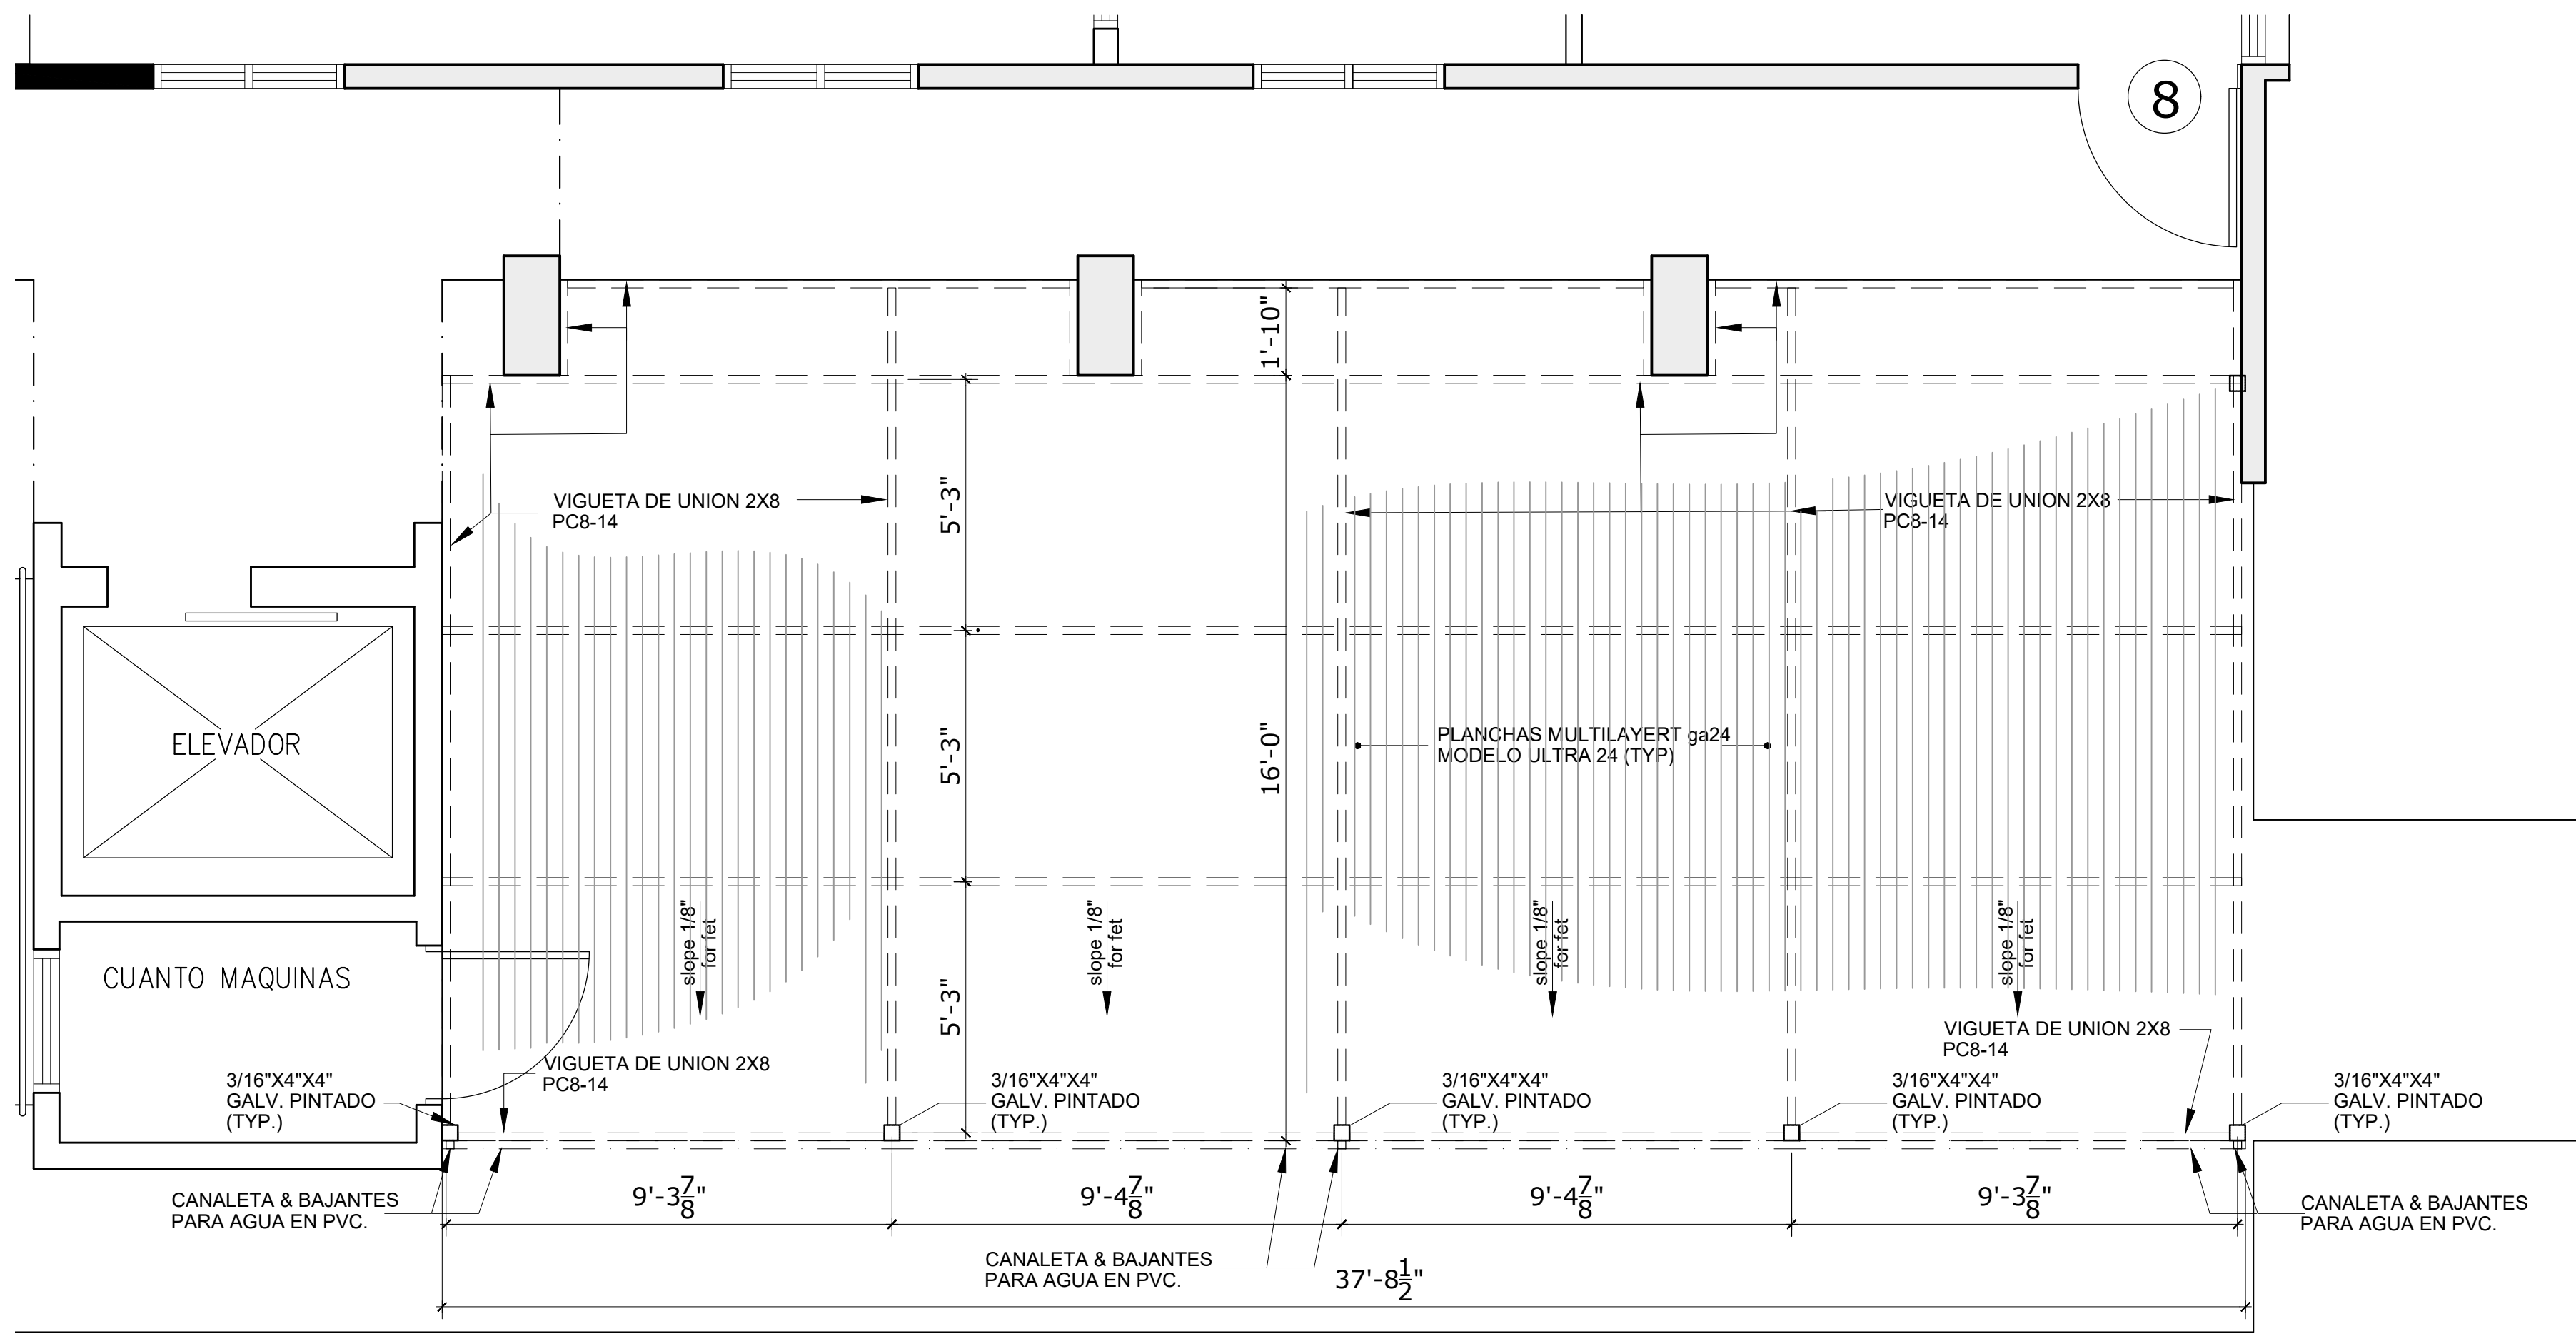 8
1'-10"
VIGUETA DE UNION 2X8
PC8-14
5'-3"
VIGUETA DE UNION 2X8
PC8-14
ELEVADOR
5'-3"
16'-0"
PLANCHAS MULTILAYERT ga24
MODELO ULTRA 24 (TYP)
slope 1/8"
for fet
slope 1/8"
for fet
slope 1/8"
for fet
slope 1/8"
for fet
CUANTO MAQUINAS
5'-3"
VIGUETA DE UNION 2X8
PC8-14
VIGUETA DE UNION 2X8
PC8-14
3/16"X4"X4"
GALV. PINTADO
(TYP.)
3/16"X4"X4"
GALV. PINTADO
(TYP.)
3/16"X4"X4"
GALV. PINTADO
(TYP.)
3/16"X4"X4"
GALV. PINTADO
(TYP.)
3/16"X4"X4"
GALV. PINTADO
(TYP.)
CANALETA & BAJANTES
PARA AGUA EN PVC.
9'-3 7/8"
9'-4 7/8"
9'-4 7/8"
9'-3 7/8"
CANALETA & BAJANTES
PARA AGUA EN PVC.
CANALETA & BAJANTES
PARA AGUA EN PVC.
37'-8 1/2"